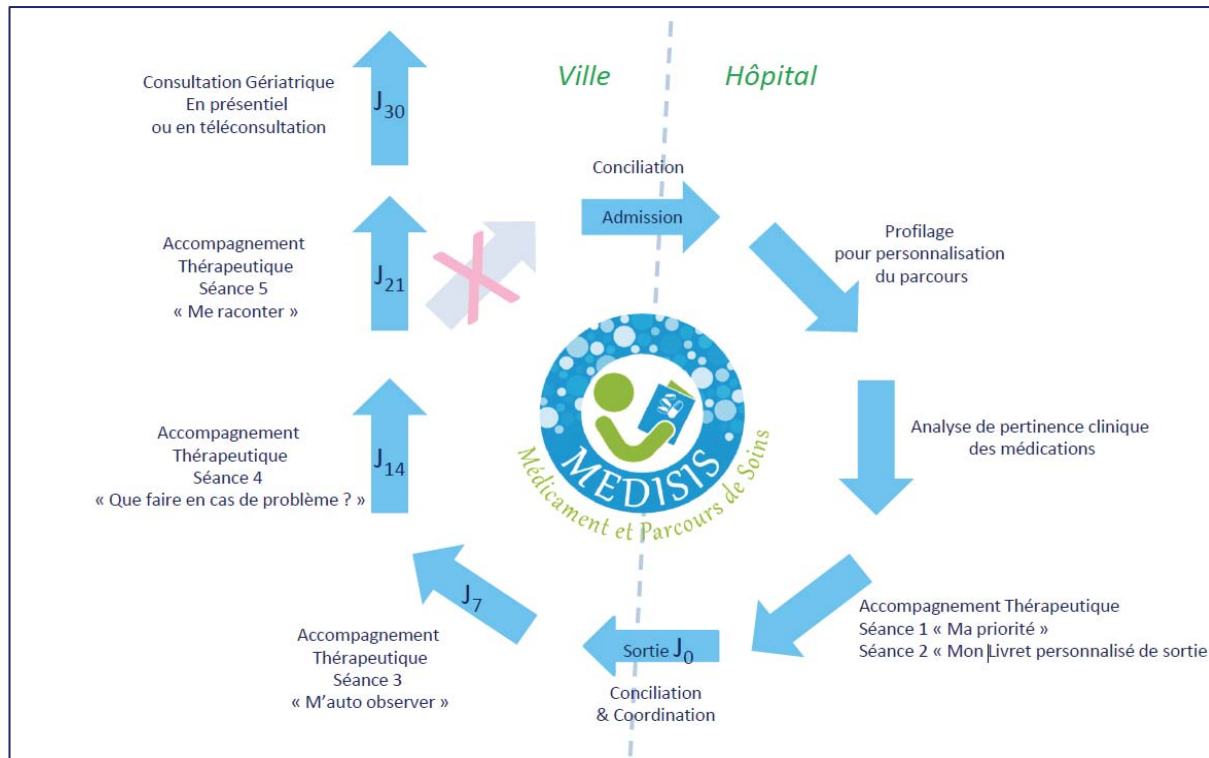 Ville
Hôpital
Conciliation
Admission
Profilage
pour personnalisation
du parcours
Analyse de pertinence clinique
des médications
Accompagnement Thérapeutique
Séance 1 « Ma priorité »
Séance 2 « Mon Livret personnalisé de sortie
Sortie J0
Conciliation
& Coordination
J7
Accompagnement
Thérapeutique
Séance 3
« M’auto observer »
J14
Accompagnement
Thérapeutique
Séance 4
« Que faire en cas de problème ? »
J21
Accompagnement
Thérapeutique
Séance 5
« Me raconter »
J30
Consultation Gériatrique
En présentiel
ou en téléconsultation
MEDISIS
Médicament et Parcours de Soins